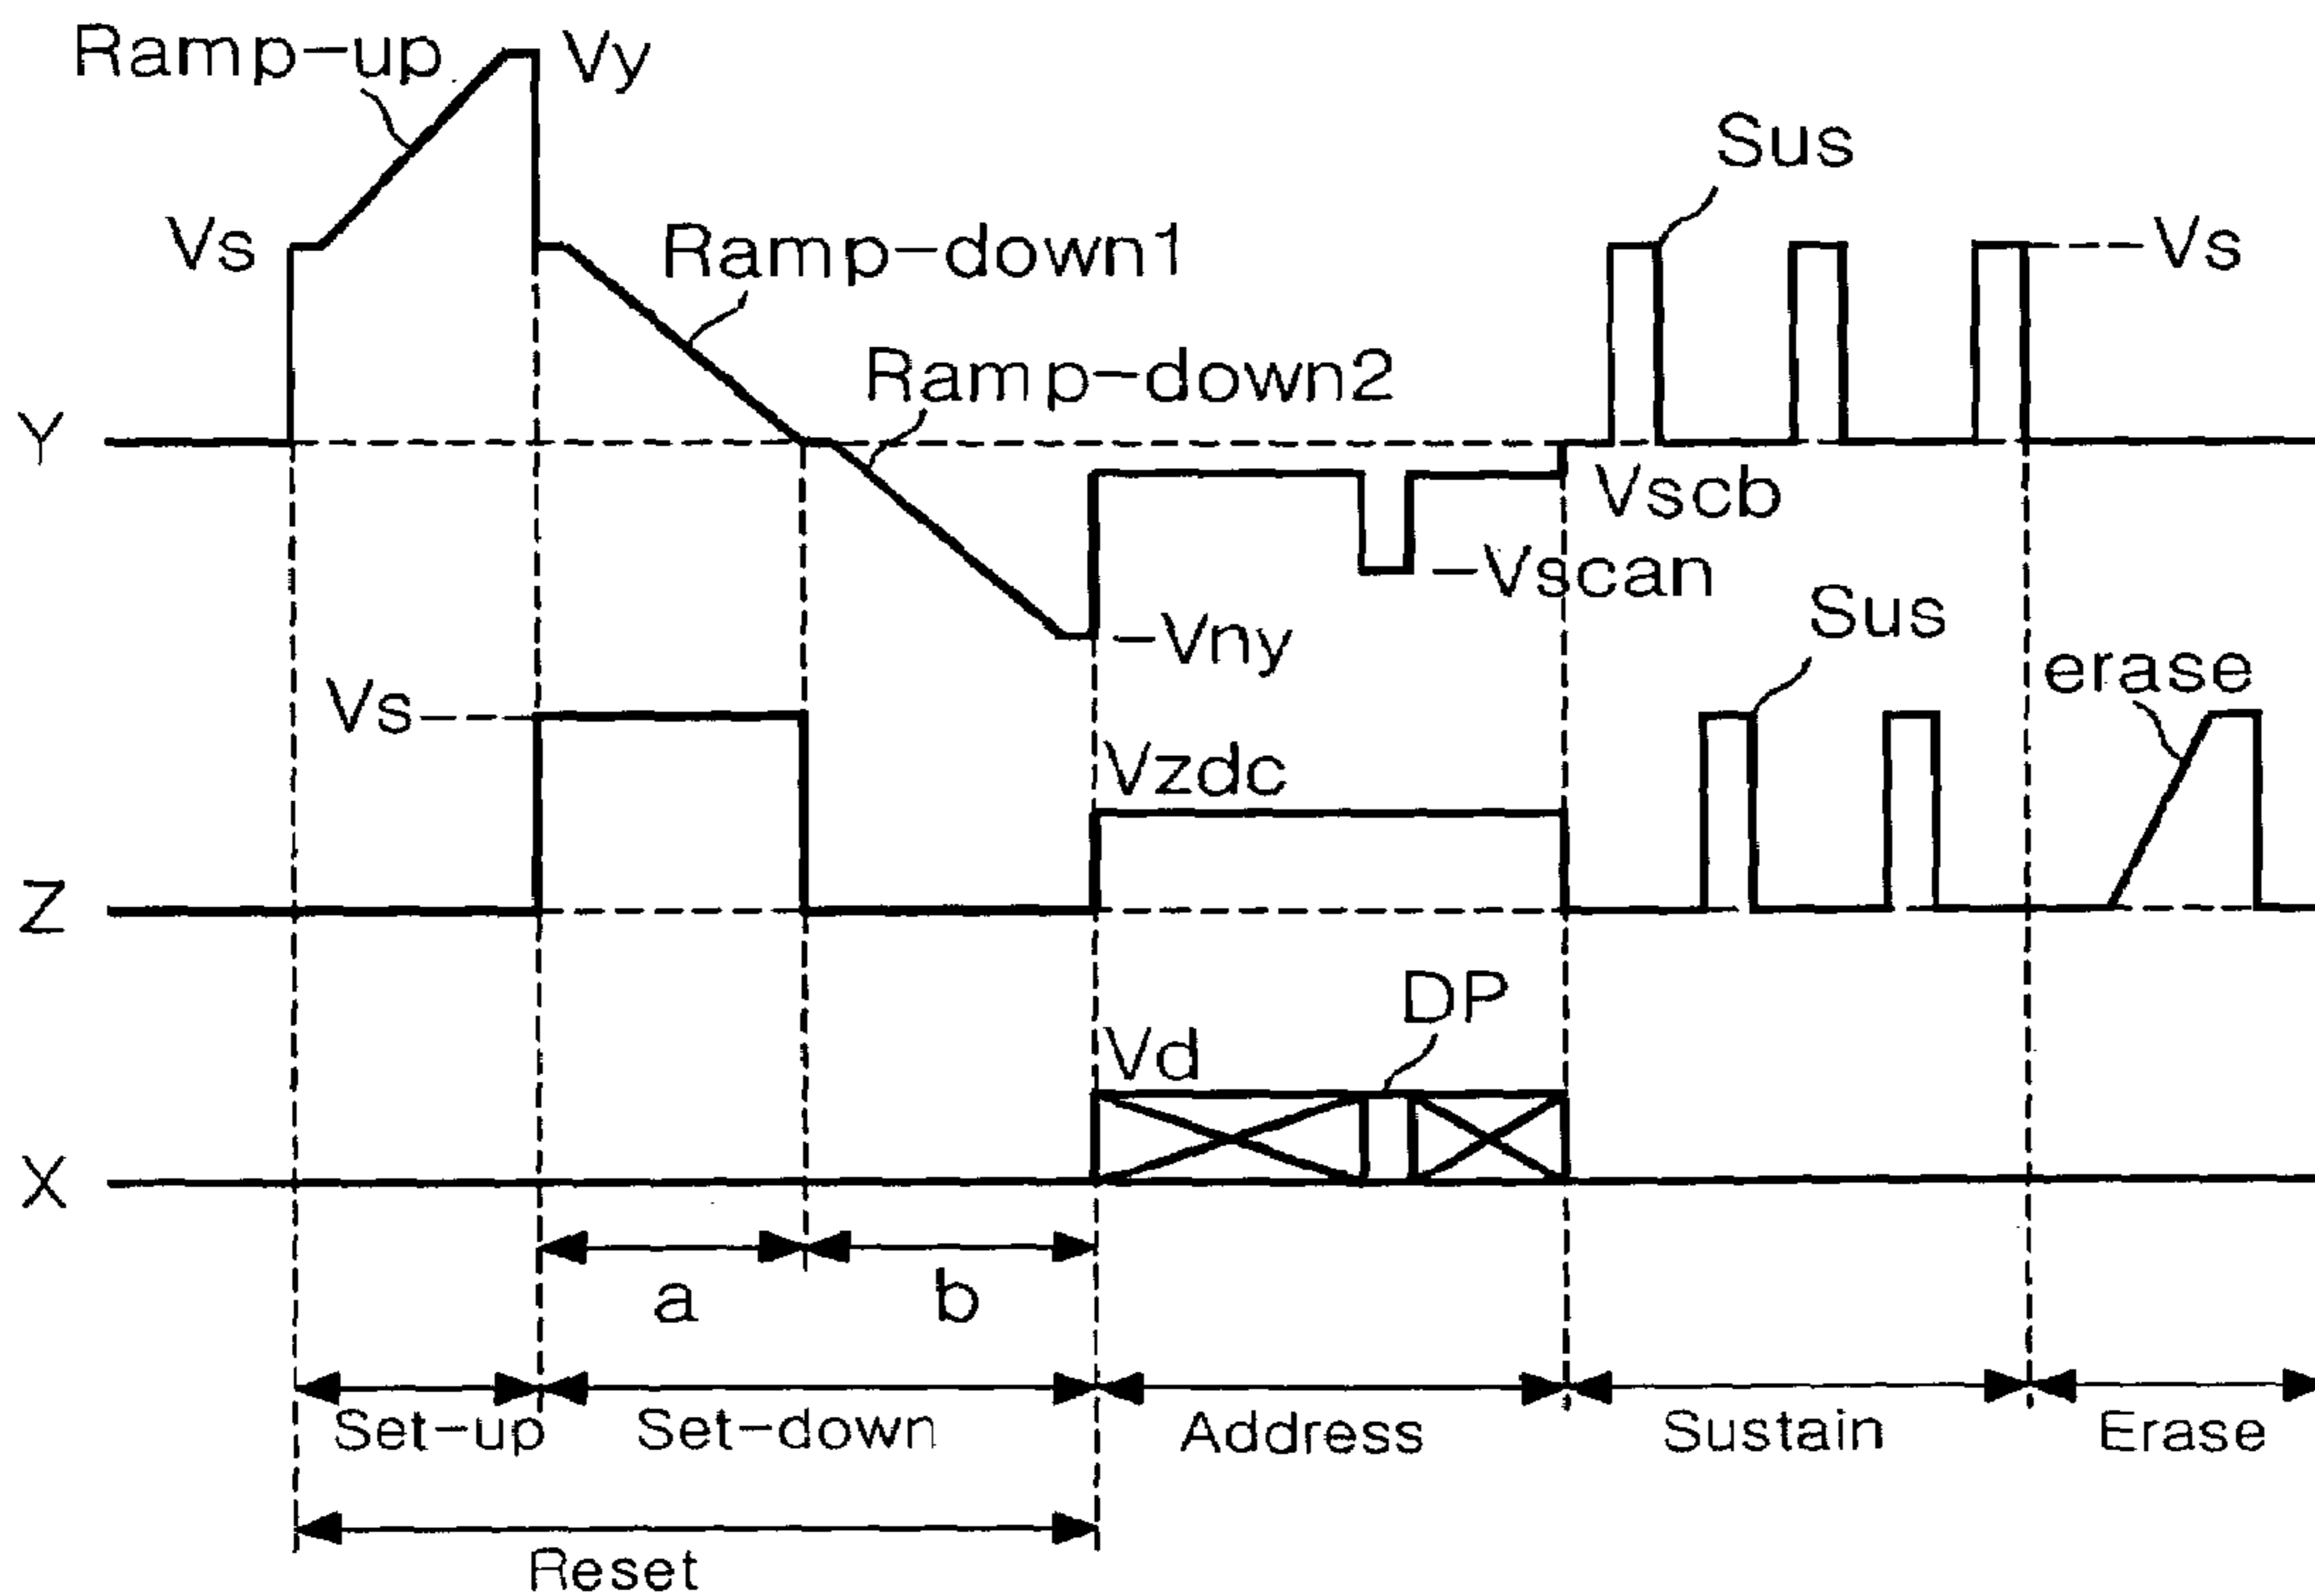 Ramp-up
Vy
Sus
Vs
Ramp-down1
Vs
Ramp-down2
Y
Vscb
-Vscan
-Vny
Sus
erase
Vs
Vzdc
Z
DP
Vd
X
a
b
Set-up
Set-down
Address
Sustain
Erase
Reset